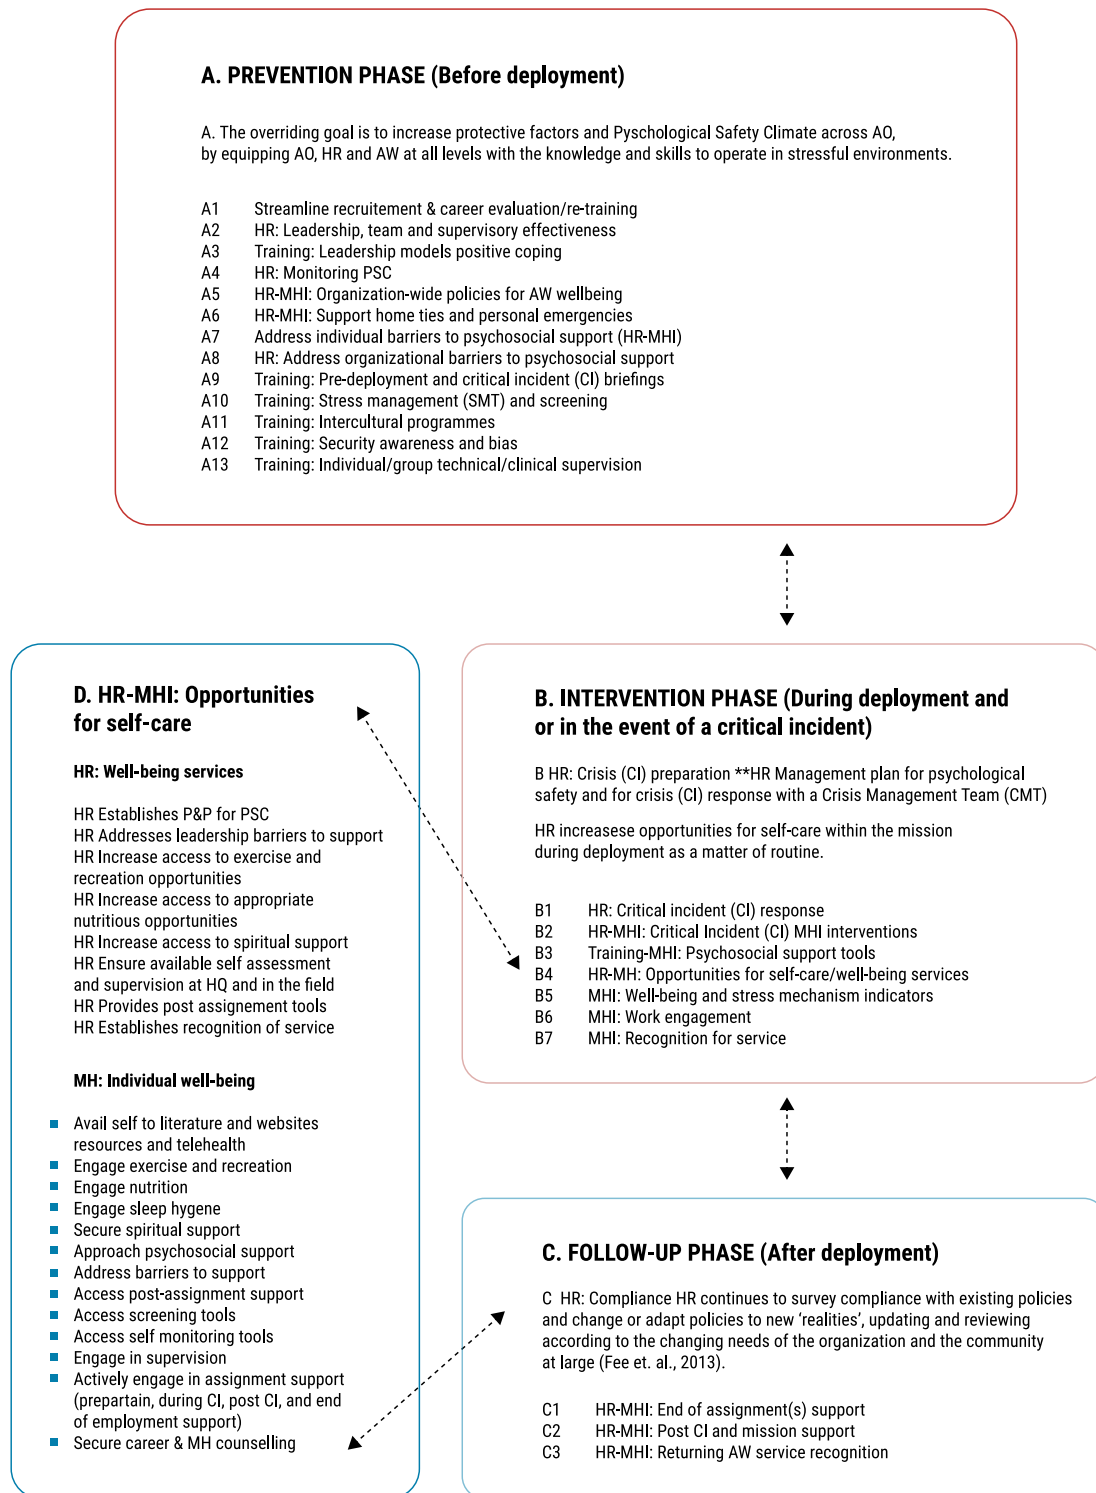 A. PREVENTION PHASE (Before deployment)
A. The overriding goal is to increase protective factors and Pyschological Safety Climate across AO,
by equipping AO, HR and AW at all levels with the knowledge and skills to operate in stressful environments.
A1 Streamline recruitement & career evaluation/re-training
A2 HR: Leadership, team and supervisory effectiveness
A3 Training: Leadership models positive coping
A4 HR: Monitoring PSC
A5 HR-MHI: Organization-wide policies for AW wellbeing
A6 HR-MHI: Support home ties and personal emergencies
A7 Address individual barriers to psychosocial support (HR-MHI)
A8 HR: Address organizational barriers to psychosocial support
A9 Training: Pre-deployment and critical incident (CI) briefings
A10 Training: Stress management (SMT) and screening
A11 Training: Intercultural programmes
A12 Training: Security awareness and bias
A13 Training: Individual/group technical/clinical supervision
D. HR-MHI: Opportunities
for self-care
HR: Well-being services
HR Establishes P&P for PSC
HR Addresses leadership barriers to support
HR Increase access to exercise and
recreation opportunities
HR Increase access to appropriate
nutritious opportunities
HR Increase access to spiritual support
HR Ensure available self assessment
and supervision at HQ and in the field
HR Provides post assignement tools
HR Establishes recognition of service
MH: Individual well-being
Avail self to literature and websites
resources and telehealth
Engage exercise and recreation
Engage nutrition
Engage sleep hygene
Secure spiritual support
Approach psychosocial support
Address barriers to support
Access post-assignment support
Access screening tools
Access self monitoring tools
Engage in supervision
Actively engage in assignment support
(prepartain, during CI, post CI, and end
of employment support)
Secure career & MH counselling
B. INTERVENTION PHASE (During deployment and
or in the event of a critical incident)
B HR: Crisis (CI) preparation **HR Management plan for psychological
safety and for crisis (CI) response with a Crisis Management Team (CMT)
HR increasese opportunities for self-care within the mission
during deployment as a matter of routine.
B1 HR: Critical incident (CI) response
B2 HR-MHI: Critical Incident (CI) MHI interventions
B3 Training-MHI: Psychosocial support tools
B4 HR-MH: Opportunities for self-care/well-being services
B5 MHI: Well-being and stress mechanism indicators
B6 MHI: Work engagement
B7 MHI: Recognition for service
C. FOLLOW-UP PHASE (After deployment)
C HR: Compliance HR continues to survey compliance with existing policies
and change or adapt policies to new ‘realities’, updating and reviewing
according to the changing needs of the organization and the community
at large (Fee et. al., 2013).
C1 HR-MHI: End of assignment(s) support
C2 HR-MHI: Post CI and mission support
C3 HR-MHI: Returning AW service recognition